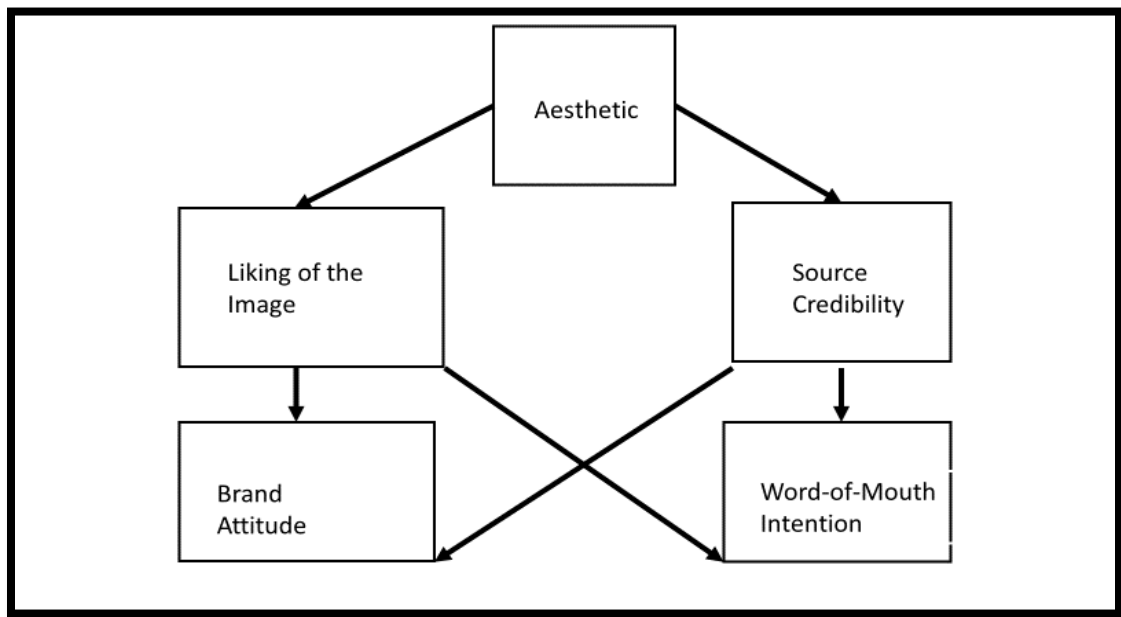 Aesthetic
Liking of the
Image
Source
Credibility
Brand
Attitude
Word-of-Mouth
Intention